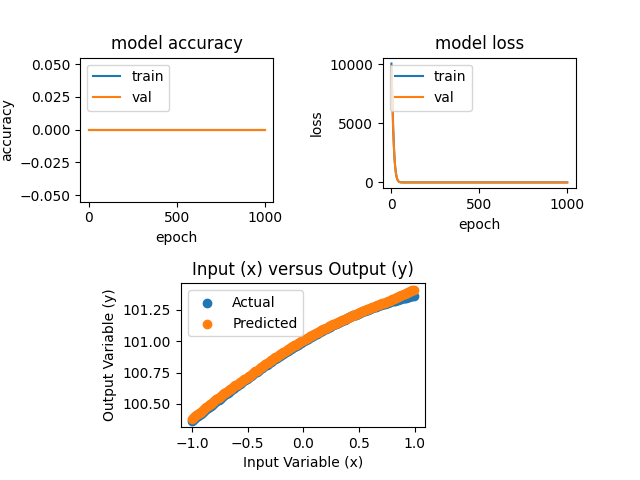 model accuracy
0.050
0.025
0.000
−0.025
−0.050
accuracy
train
val
0
500
1000
epoch
model loss
10000
5000
0
loss
train
val
0
500
1000
epoch
Input (x) versus Output (y)
101.25
101.00
100.75
100.50
Output Variable (y)
Actual
Predicted
−1.0
−0.5
0.0
0.5
1.0
Input Variable (x)